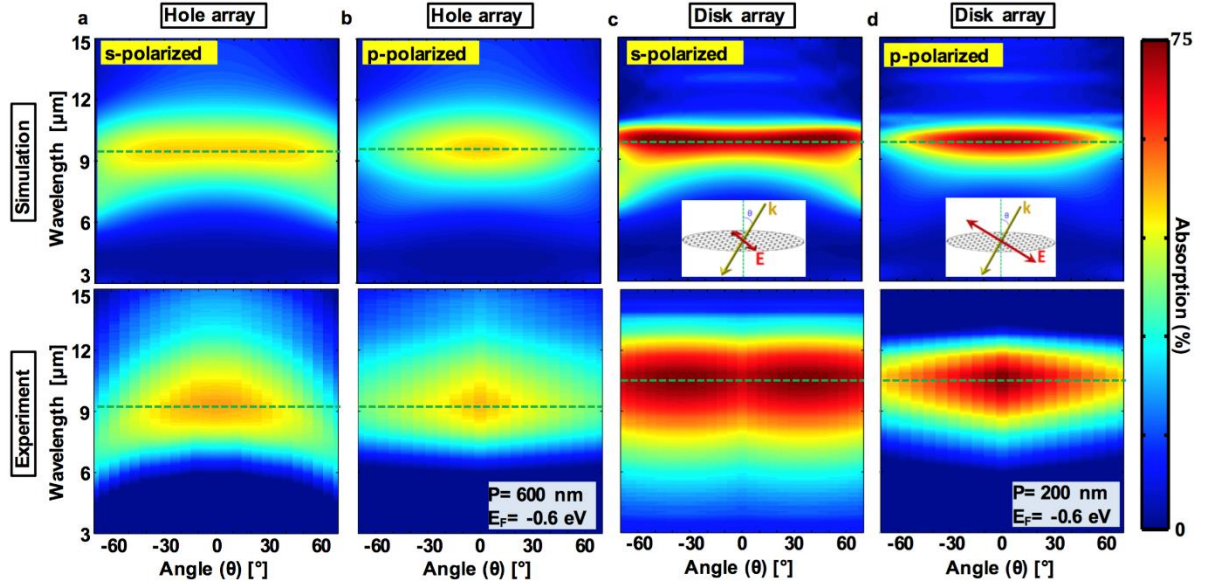 a
Hole array
b
Hole array
c
Disk array
d
Disk array
s-polarized
p-polarized
s-polarized
p-polarized
Simulation
Wavelength [µm]
15
12
9
6
3
θ
k
E
θ
k
E
75
Absorption (%)
0
Experiment
Wavelength [µm]
15
12
9
6
3
P= 600 nm
EF= -0.6 eV
P= 200 nm
EF= -0.6 eV
-60 -30 0 30 60
-60 -30 0 30 60
-60 -30 0 30 60
-60 -30 0 30 60
Angle (θ) [°]
Angle (θ) [°]
Angle (θ) [°]
Angle (θ) [°]